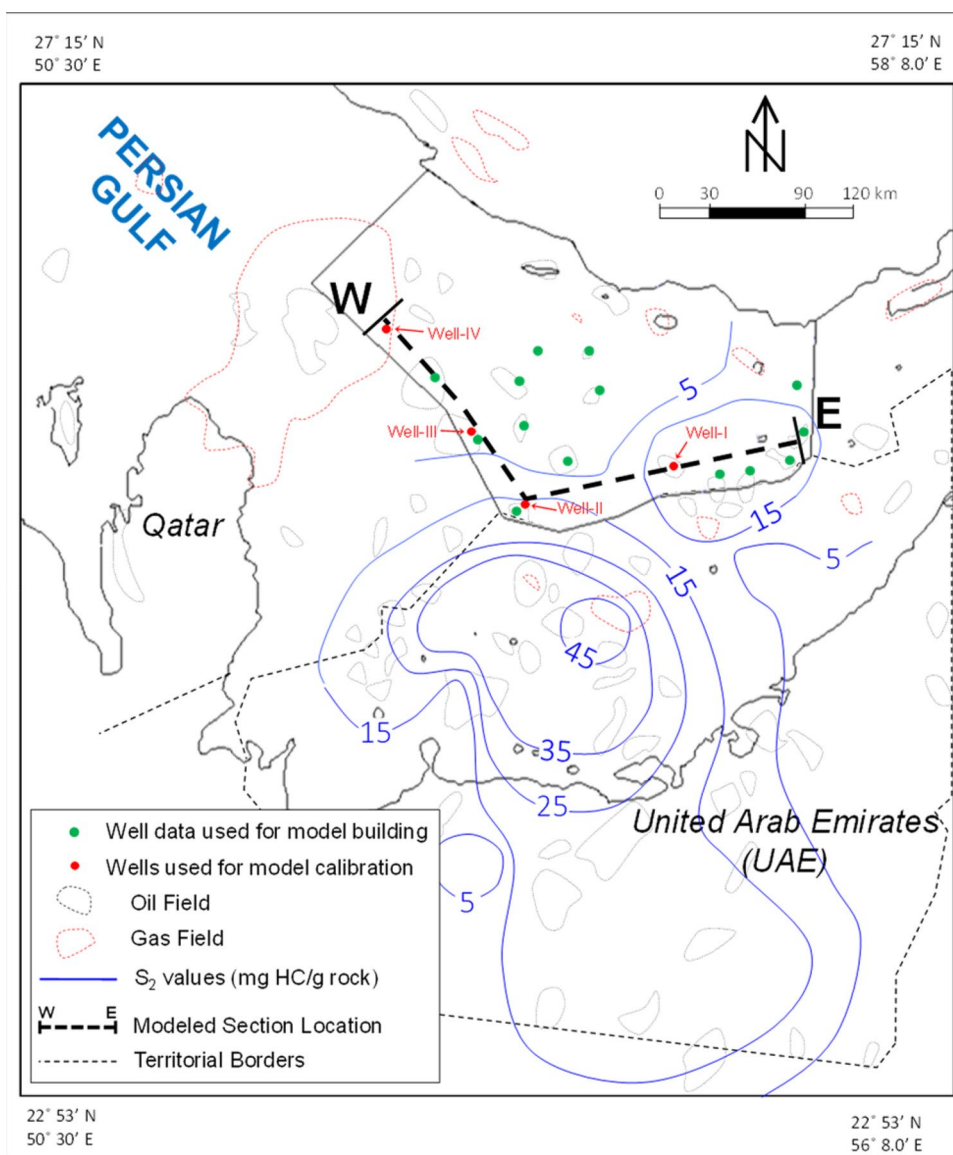 27° 15’ N
50° 30’ E
27° 15’ N
58° 8.0’ E
PERSIAN
GULF
N
0 30 90 120 km
W
Well-IV
5
E
Well-III
Well-I
Qatar
Well-II
15
5
15
45
15
35
25
United Arab Emirates
(UAE)
5
Well data used for model building
Wells used for model calibration
Oil Field
Gas Field
S₂ values (mg HC/g rock)
W E
Modeled Section Location
Territorial Borders
22° 53’ N
50° 30’ E
22° 53’ N
56° 8.0’ E